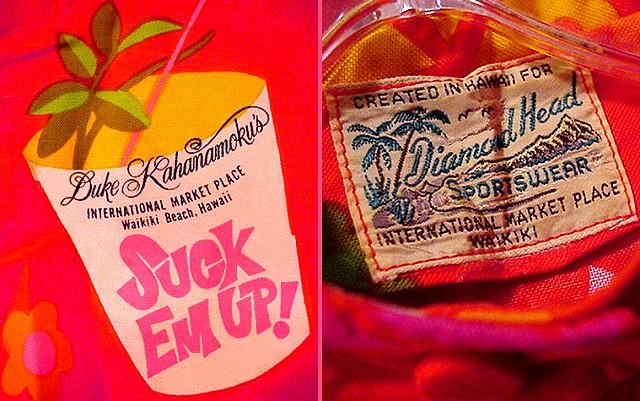 Duke Kahanamoku's
INTERNATIONAL MARKET PLACE
Waikiki Beach, Hawaii
SUCK
EM UP!
CREATED IN HAWAII FOR
Diamond Head
SPORTSWEAR
INTERNATIONAL MARKET PLACE
WAIKIKI